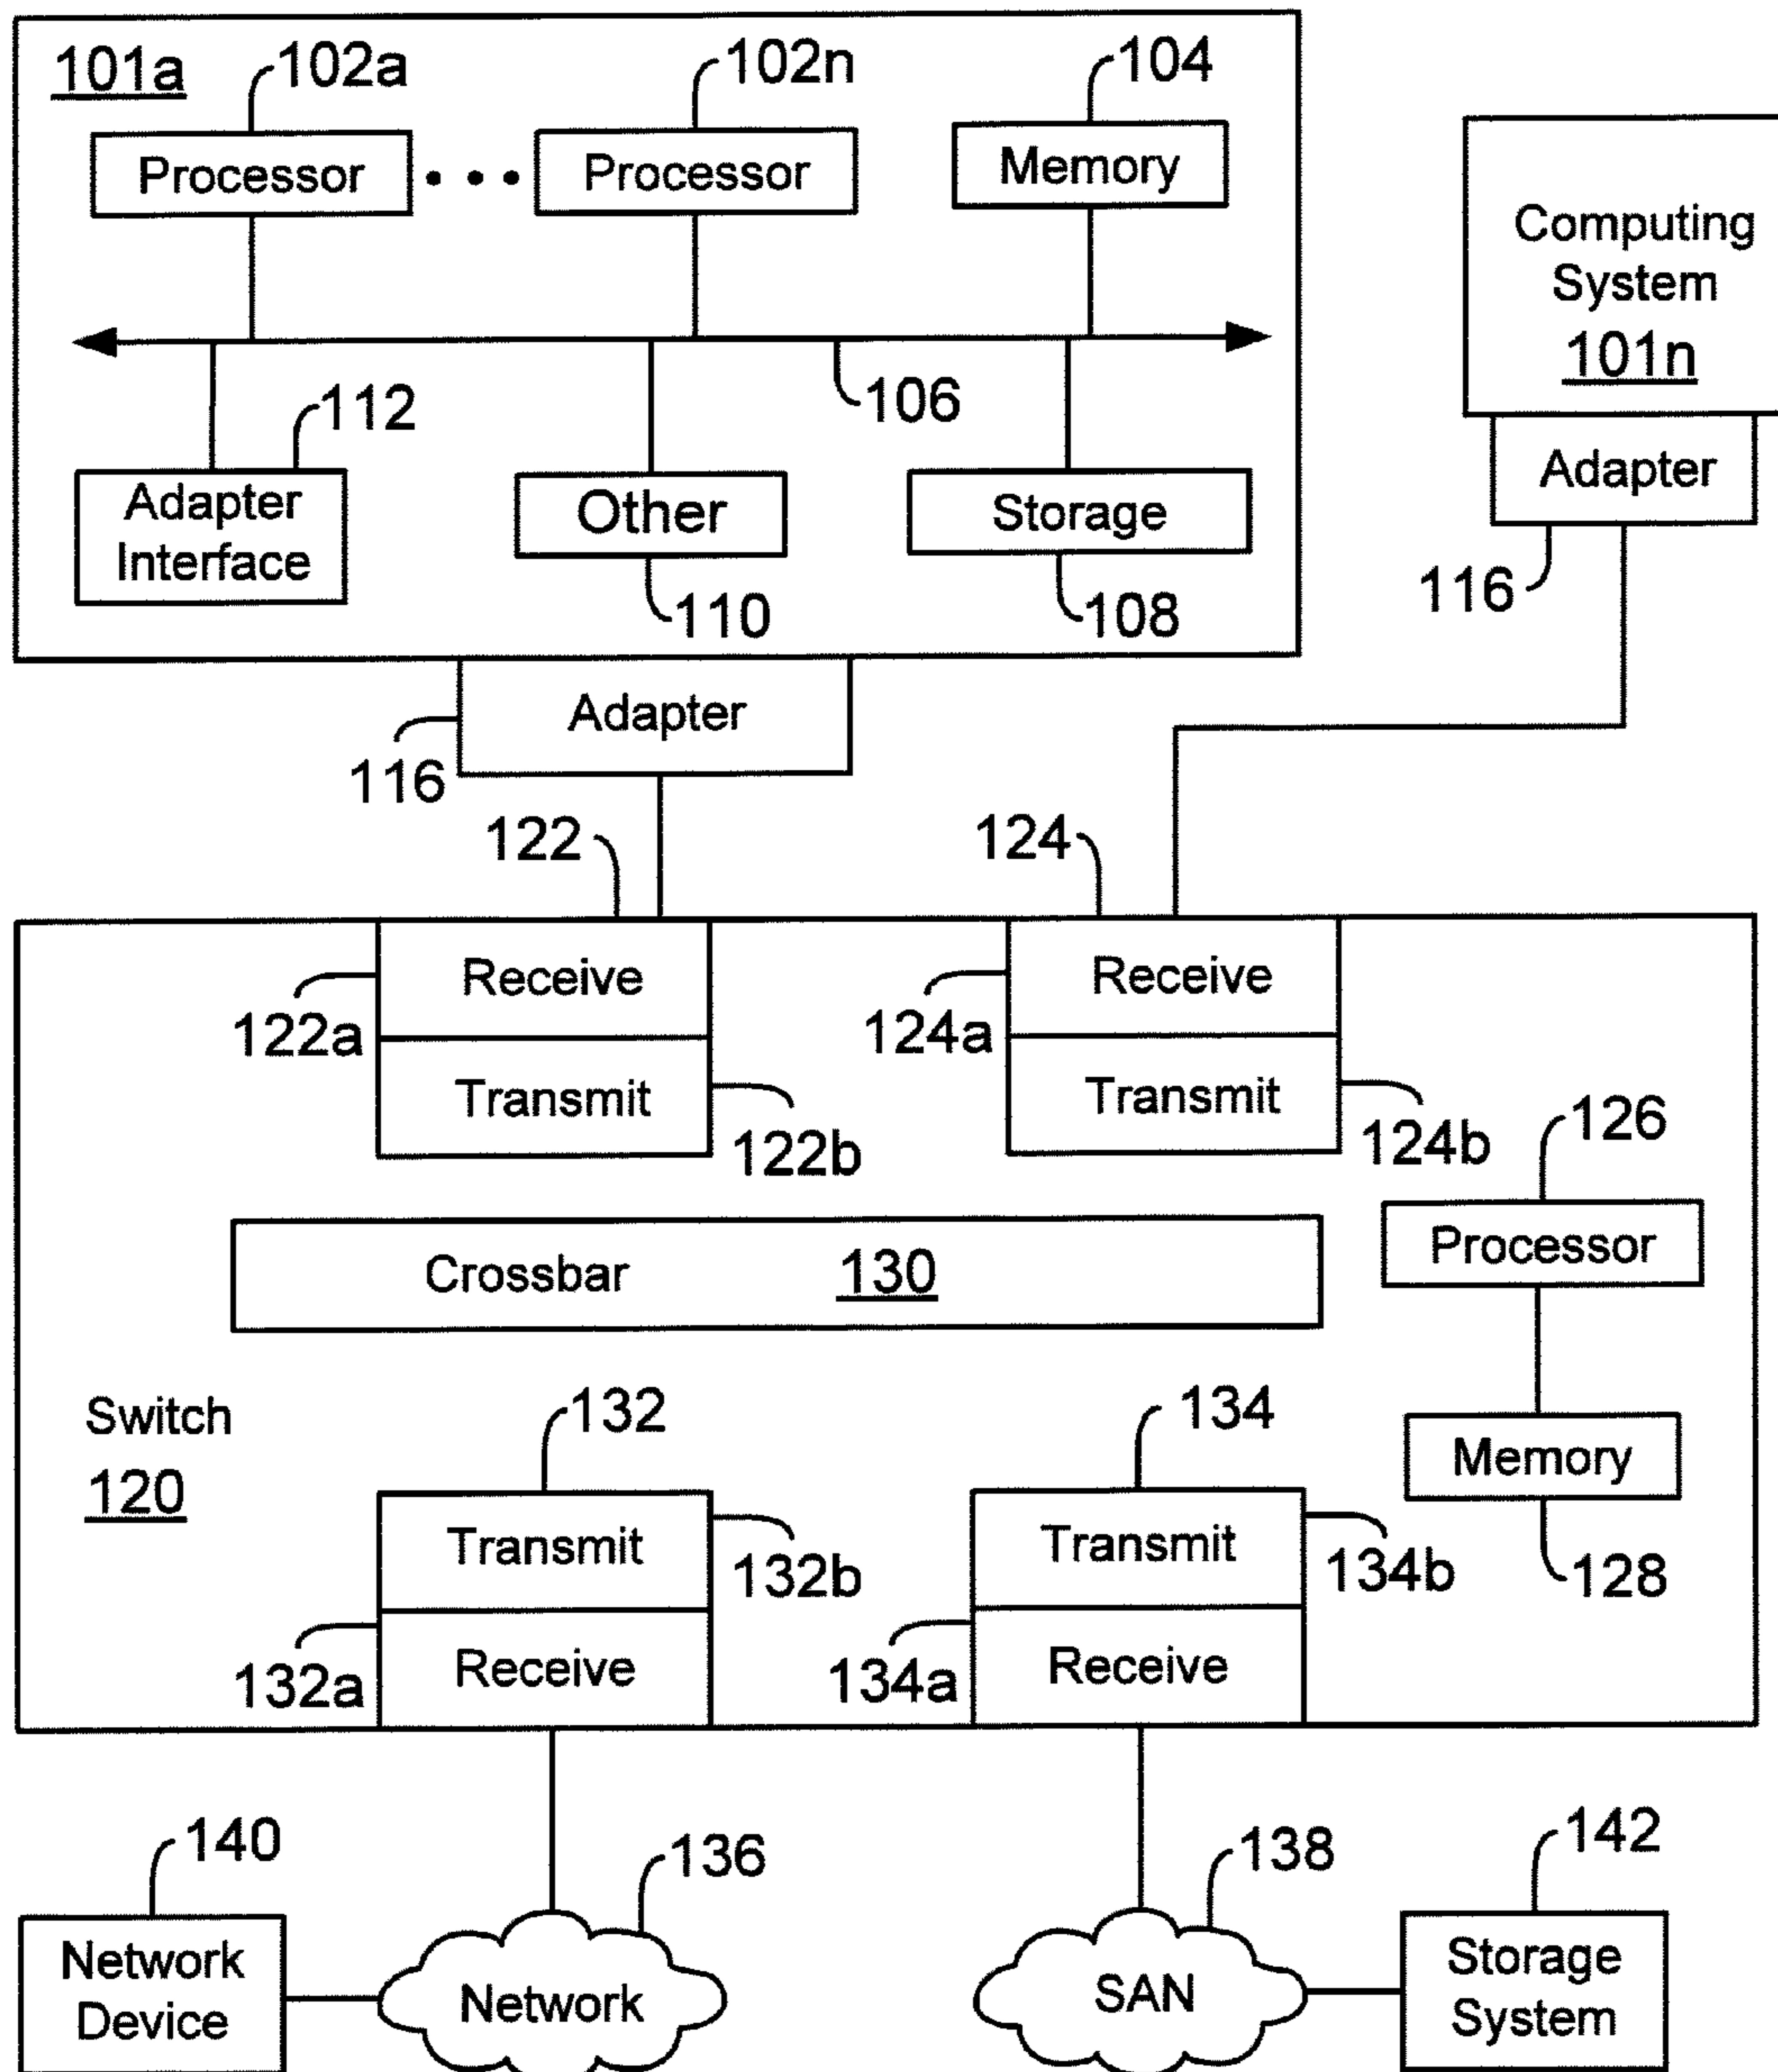 101a
102a
102n
104
Processor
Processor
Memory
Computing
System
101n
106
112
Adapter
Interface
Other
Storage
Adapter
110
108
116
Adapter
116
122
124
Receive
Receive
122a
124a
Transmit
Transmit
122b
124b
126
Processor
Crossbar 130
Switch
120
132
134
Memory
Transmit
Transmit
132b
134b
128
132a
Receive
134a
Receive
140
136
138
142
Network
Device
Network
SAN
Storage
System